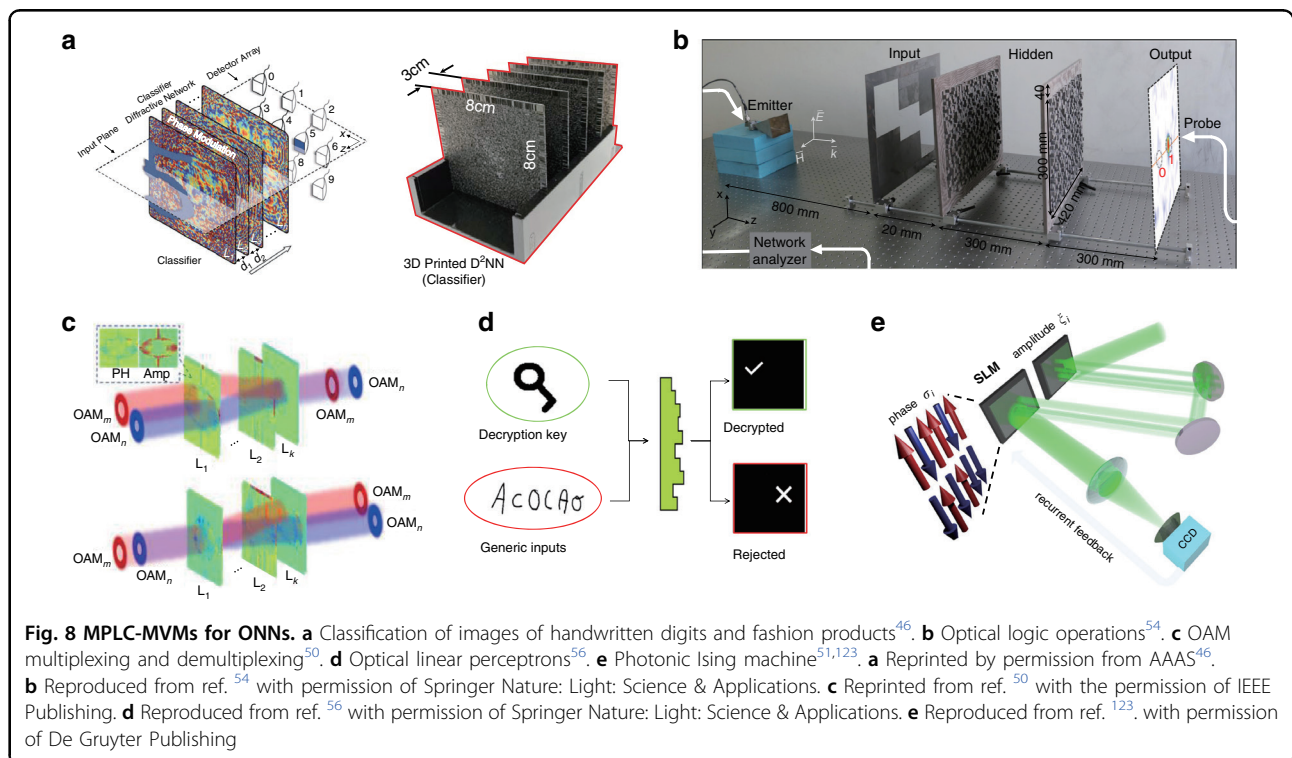 a
Input Plane
Classifier
Diffractive Network
Detector Array
Phase Modulation
0
1
2
3
4
5
6
8
9
x
z
L
L
L
d1 d2
Classifier
3cm
8cm
8cm
3D Printed D²NN
(Classifier)
b
Input
Hidden
Output
Emitter
E
H
k
40
Probe
300 mm
420 mm
0
1
x
y
z
800 mm
20 mm
300 mm
300 mm
Network
analyzer
c
PH Amp
OAMm
OAMn
L1
...
L2
Lk
OAMn
OAMm
OAMm
OAMn
L1
...
L2
Lk
OAMm
OAMn
d
Decryption key
Decrypted
ACOCAσ
Generic inputs
Rejected
e
amplitude ξi
SLM
phase σi
recurrent feedback
CCD
Fig. 8 MPLC-MVMs for ONNs. a Classification of images of handwritten digits and fashion products⁴⁶. b Optical logic operations⁵⁴. c OAM
multiplexing and demultiplexing⁵⁰. d Optical linear perceptrons⁵⁶. e Photonic Ising machine⁵¹,¹²³. a Reprinted by permission from AAAS⁴⁶.
b Reproduced from ref. ⁵⁴ with permission of Springer Nature: Light: Science & Applications. c Reprinted from ref. ⁵⁰ with the permission of IEEE
Publishing. d Reproduced from ref. ⁵⁶ with permission of Springer Nature: Light: Science & Applications. e Reproduced from ref. ¹²³. with permission
of De Gruyter Publishing